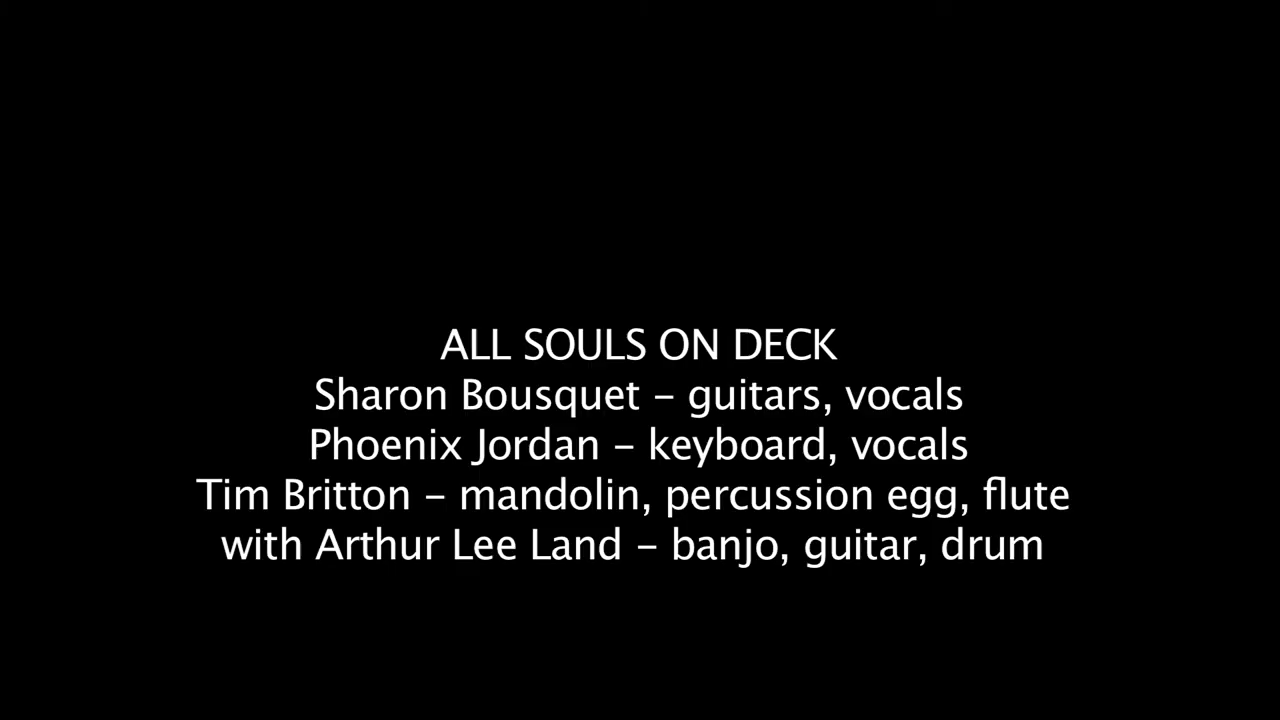 ALL SOULS ON DECK
Sharon Bousquet – guitars, vocals
Phoenix Jordan – keyboard, vocals
Tim Britton – mandolin, percussion egg, flute
with Arthur Lee Land – banjo, guitar, drum